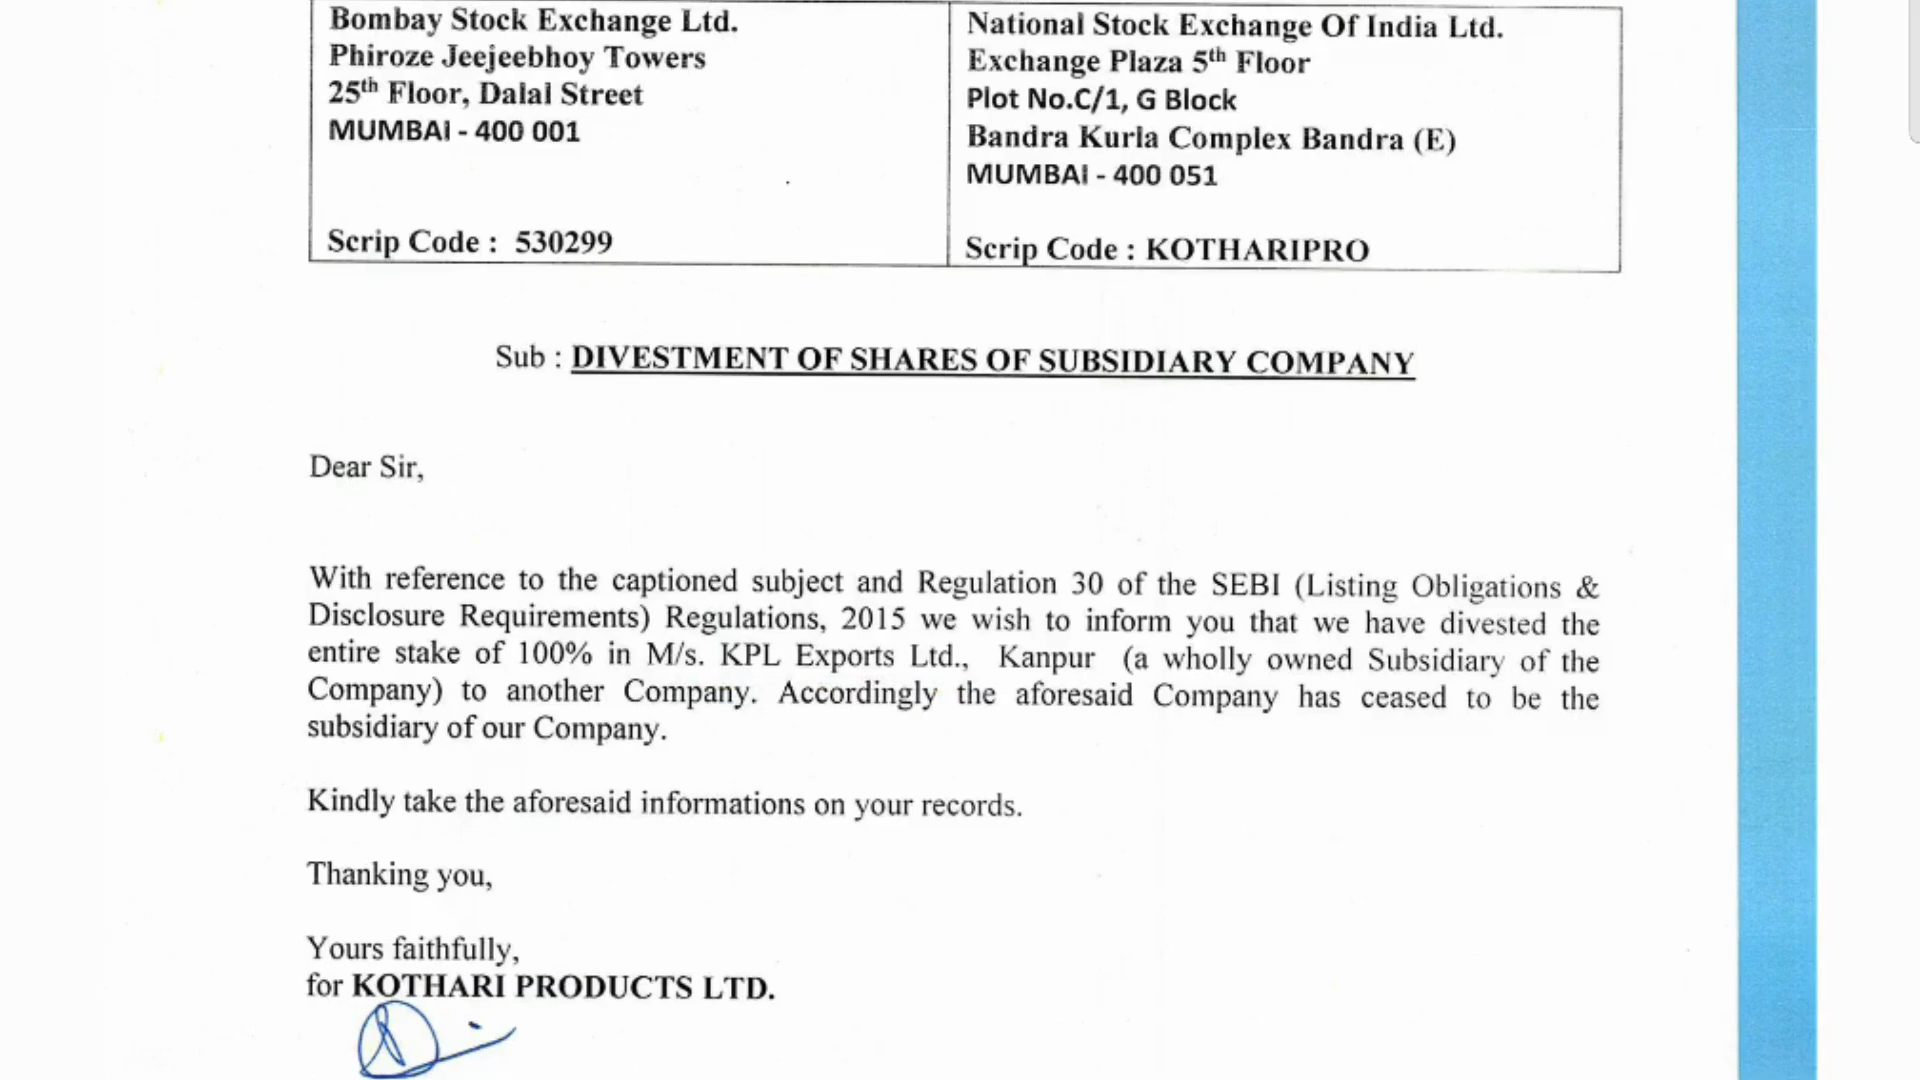 Bombay Stock Exchange Ltd.
Phiroze Jeejeebhoy Towers
25th Floor, Dalal Street
MUMBAI - 400 001
Scrip Code : 530299
National Stock Exchange Of India Ltd.
Exchange Plaza 5th Floor
Plot No.C/1, G Block
Bandra Kurla Complex Bandra (E)
MUMBAI - 400 051
Scrip Code : KOTHARIPRO
Sub : DIVESTMENT OF SHARES OF SUBSIDIARY COMPANY
Dear Sir,
With reference to the captioned subject and Regulation 30 of the SEBI (Listing Obligations &
Disclosure Requirements) Regulations, 2015 we wish to inform you that we have divested the
entire stake of 100% in M/s. KPL Exports Ltd., Kanpur (a wholly owned Subsidiary of the
Company) to another Company. Accordingly the aforesaid Company has ceased to be the
subsidiary of our Company.
Kindly take the aforesaid informations on your records.
Thanking you,
Yours faithfully,
for KOTHARI PRODUCTS LTD.